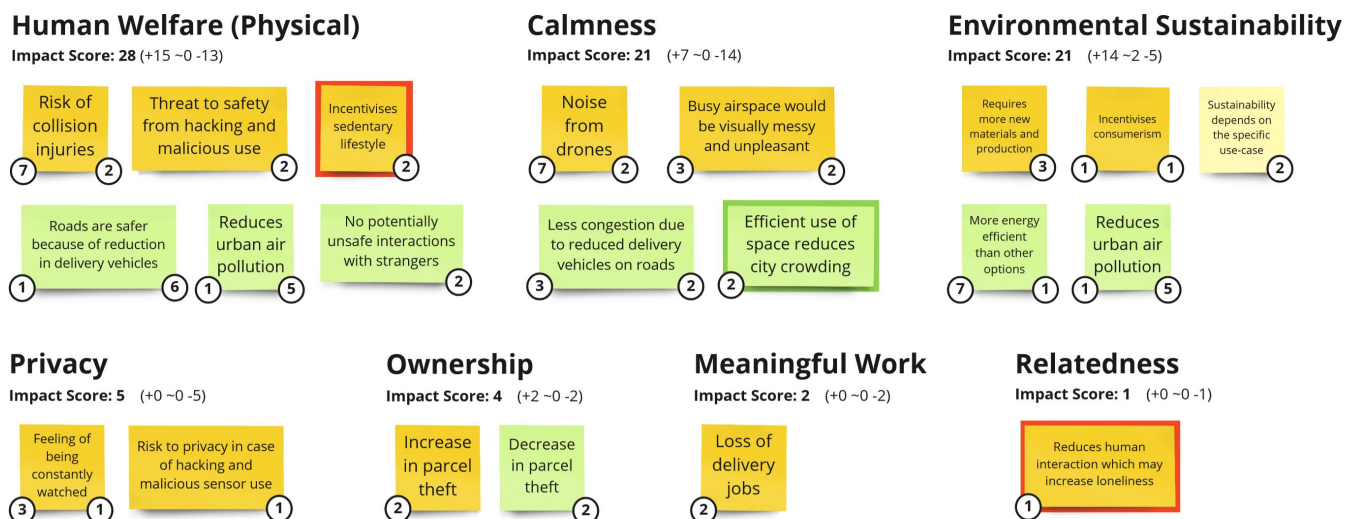 Human Welfare (Physical)
Impact Score: 28 (+15 ~0 -13)
Risk of
collision
injuries
7
2
Threat to safety
from hacking and
malicious use
2
Incentivises
sedentary
lifestyle
2
Roads are safer
because of reduction
in delivery vehicles
1
6
Reduces
urban air
pollution
1
5
No potentially
unsafe interactions
with strangers
2
Calmness
Impact Score: 21 (+7 ~0 -14)
Noise
from
drones
7
2
Busy airspace would
be visually messy
and unpleasant
3
2
Less congestion due
to reduced delivery
vehicles on roads
3
2
Efficient use of
space reduces
city crowding
2
Environmental Sustainability
Impact Score: 21 (+14 ~2 -5)
Requires
more new
materials and
production
3
Incentivises
consumerism
1
1
Sustainability
depends on
the specific
use-case
2
More energy
efficient
than other
options
7
1
Reduces
urban air
pollution
1
5
Privacy
Impact Score: 5 (+0 ~0 -5)
Feeling of
being
constantly
watched
3
1
Risk to privacy in case
of hacking and
malicious sensor use
1
Ownership
Impact Score: 4 (+2 ~0 -2)
Increase
in parcel
theft
2
Decrease
in parcel
theft
2
Meaningful Work
Impact Score: 2 (+0 ~0 -2)
Loss of
delivery
jobs
2
Relatedness
Impact Score: 1 (+0 ~0 -1)
Reduces human
interaction which may
increase loneliness
1